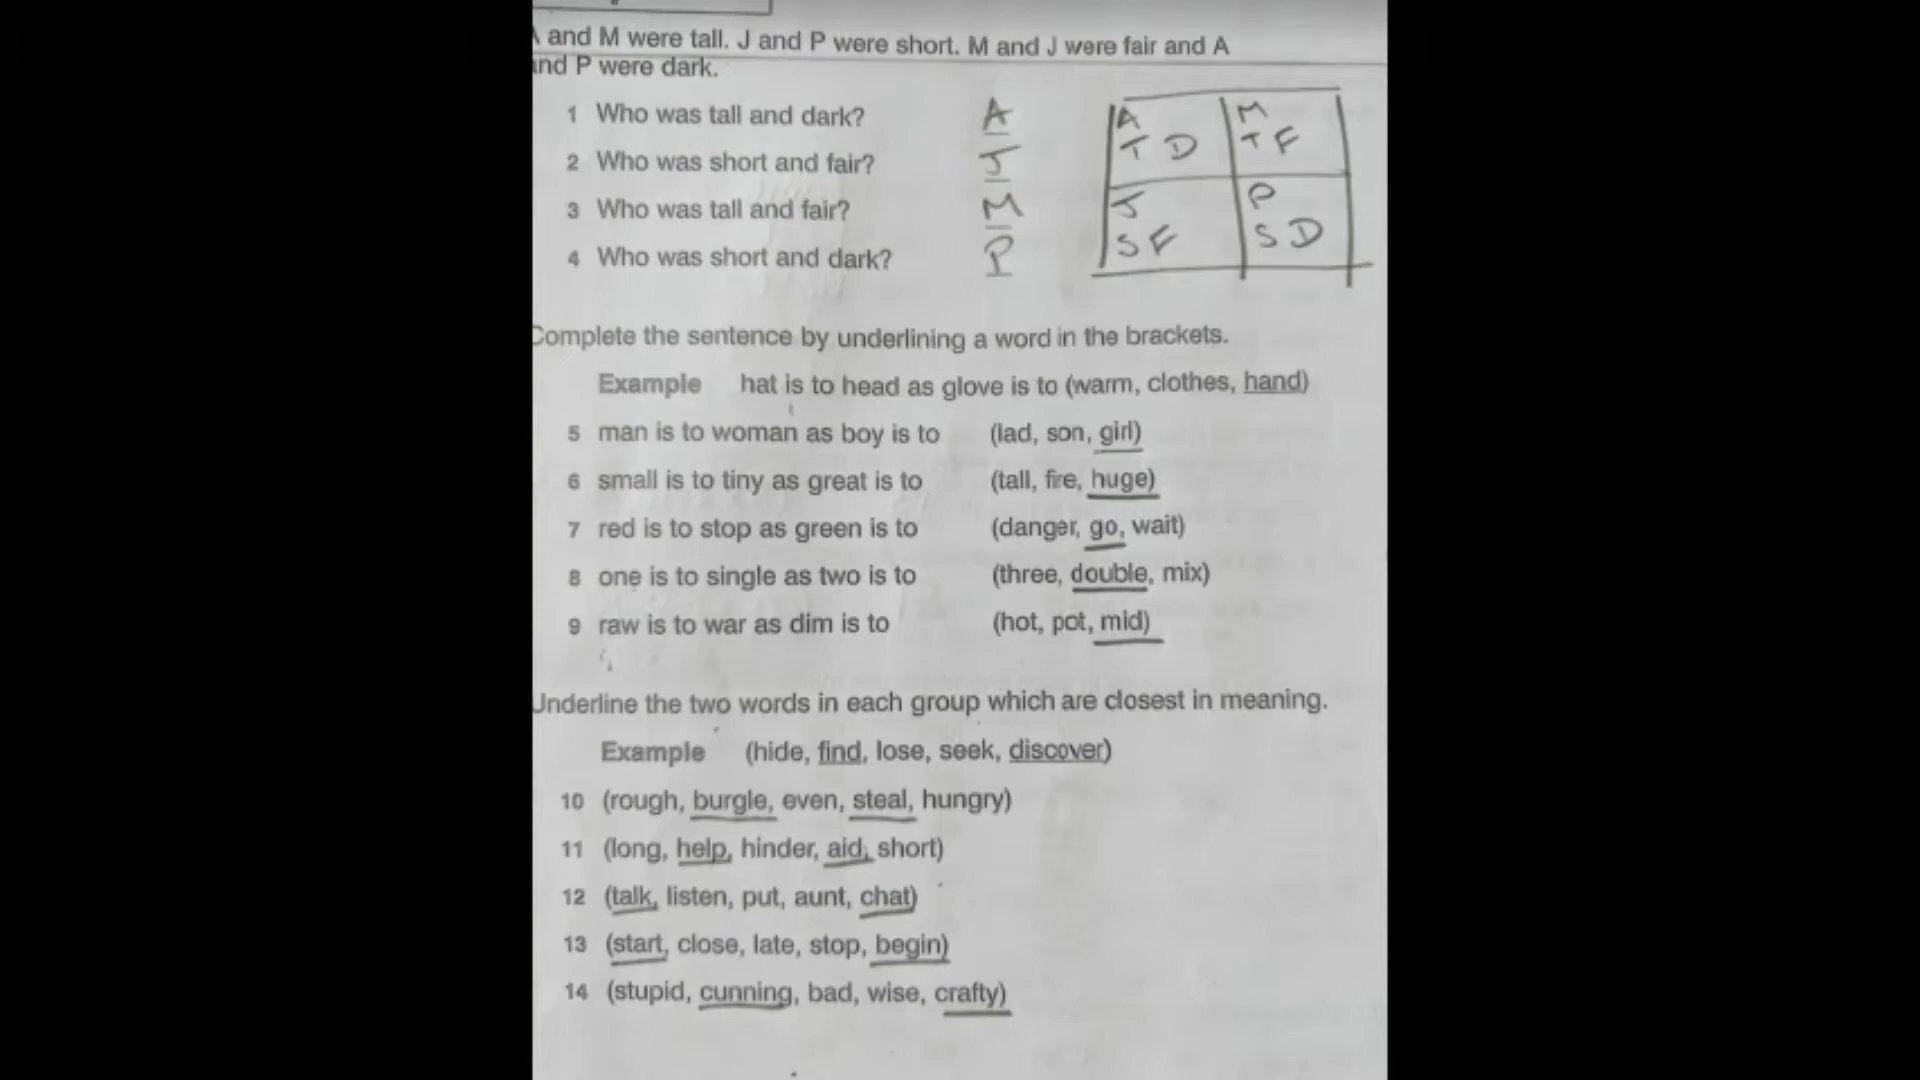 and M were tall. J and P were short. M and J were fair and A
and P were dark.
1 Who was tall and dark? A
2 Who was short and fair? J
3 Who was tall and fair? M
4 Who was short and dark? P
A M
T D T F
J P
S F S D
Complete the sentence by underlining a word in the brackets.
Example hat is to head as glove is to (warm, clothes, hand)
5 man is to woman as boy is to (lad, son, girl)
6 small is to tiny as great is to (tall, fire, huge)
7 red is to stop as green is to (danger, go, wait)
8 one is to single as two is to (three, double, mix)
9 raw is to war as dim is to (hot, pot, mid)
Underline the two words in each group which are closest in meaning.
Example (hide, find, lose, seek, discover)
10 (rough, burgle, even, steal, hungry)
11 (long, help, hinder, aid, short)
12 (talk, listen, put, aunt, chat)
13 (start, close, late, stop, begin)
14 (stupid, cunning, bad, wise, crafty)